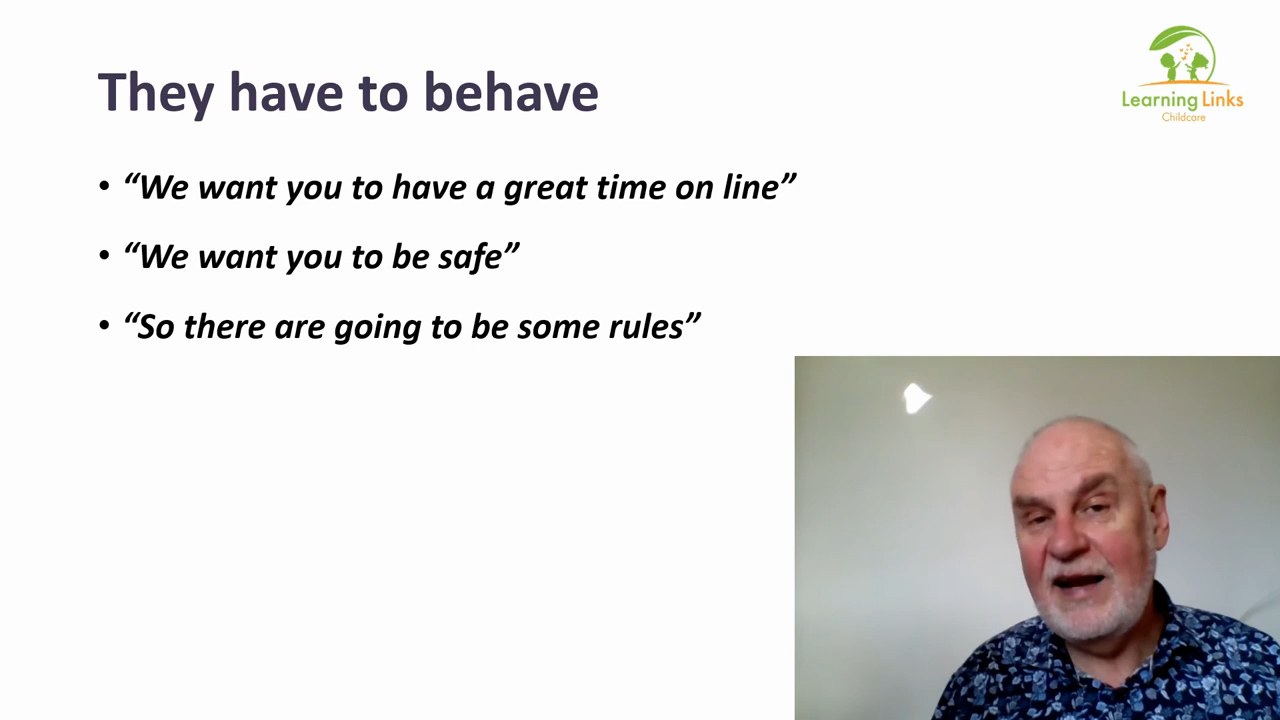 They have to behave
Learning Links
Childcare
• “We want you to have a great time on line”
• “We want you to be safe”
• “So there are going to be some rules”